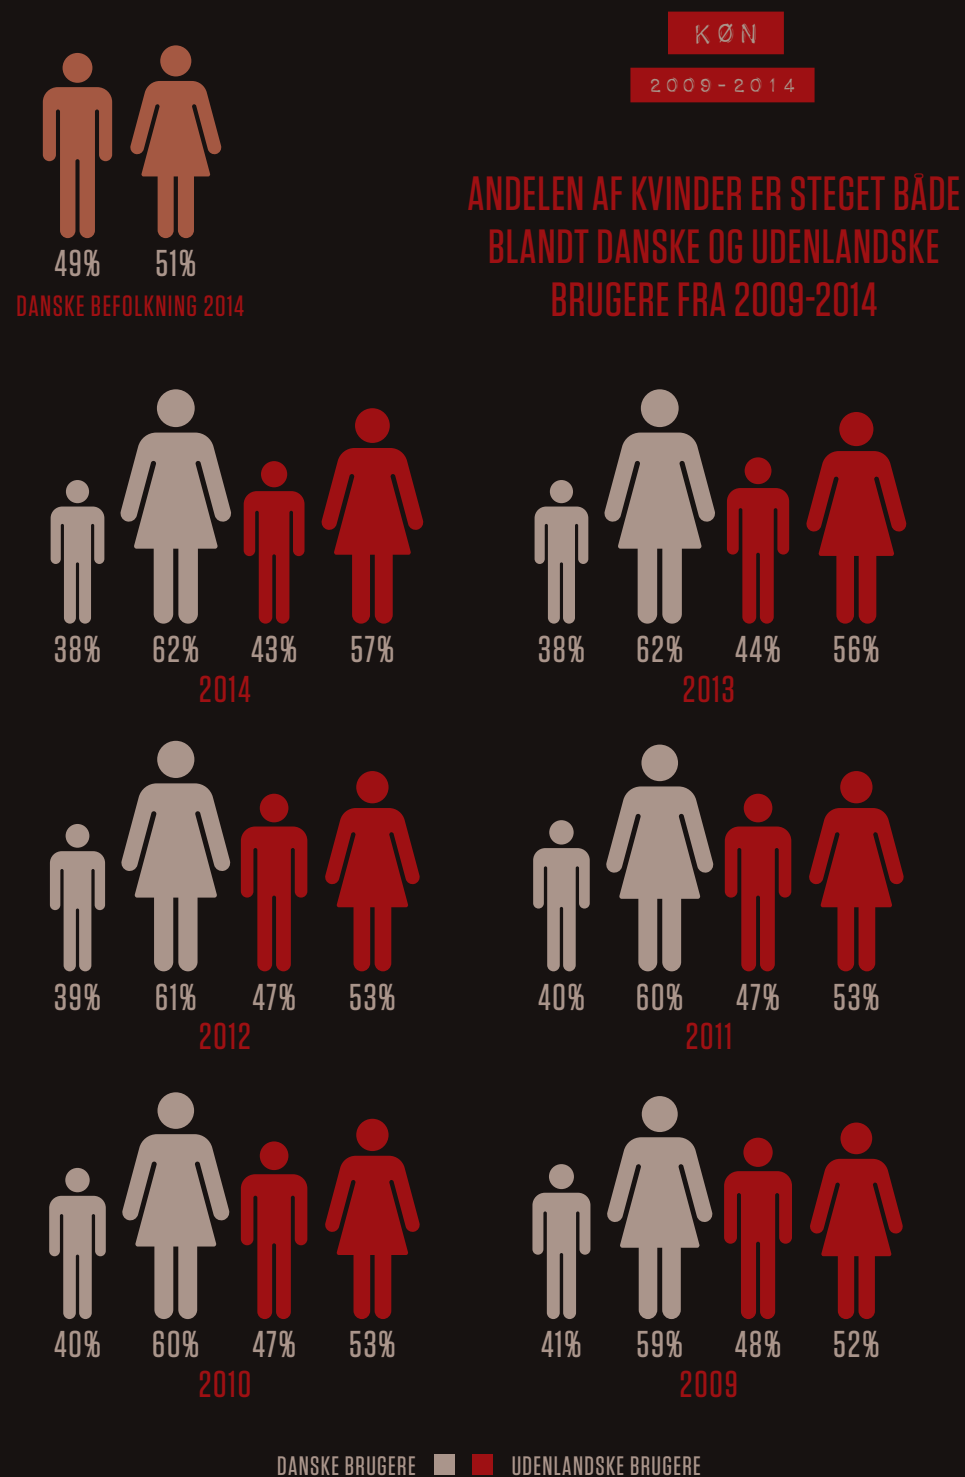 KØN
2009-2014
49% 51%
DANSKE BEFOLKNING 2014
ANDELEN AF KVINDER ER STEGET BÅDE
BLANDT DANSKE OG UDENLANDSKE
BRUGERE FRA 2009-2014
38% 62% 43% 57%
2014
38% 62% 44% 56%
2013
39% 61% 47% 53%
2012
40% 60% 47% 53%
2011
40% 60% 47% 53%
2010
41% 59% 48% 52%
2009
DANSKE BRUGERE UDENLANDSKE BRUGERE